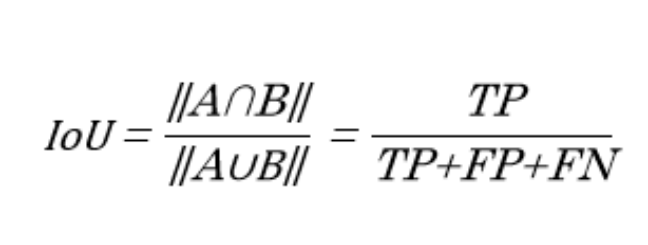 IoU = ‖A∩B‖ / ‖A∪B‖ = TP / TP+FP+FN